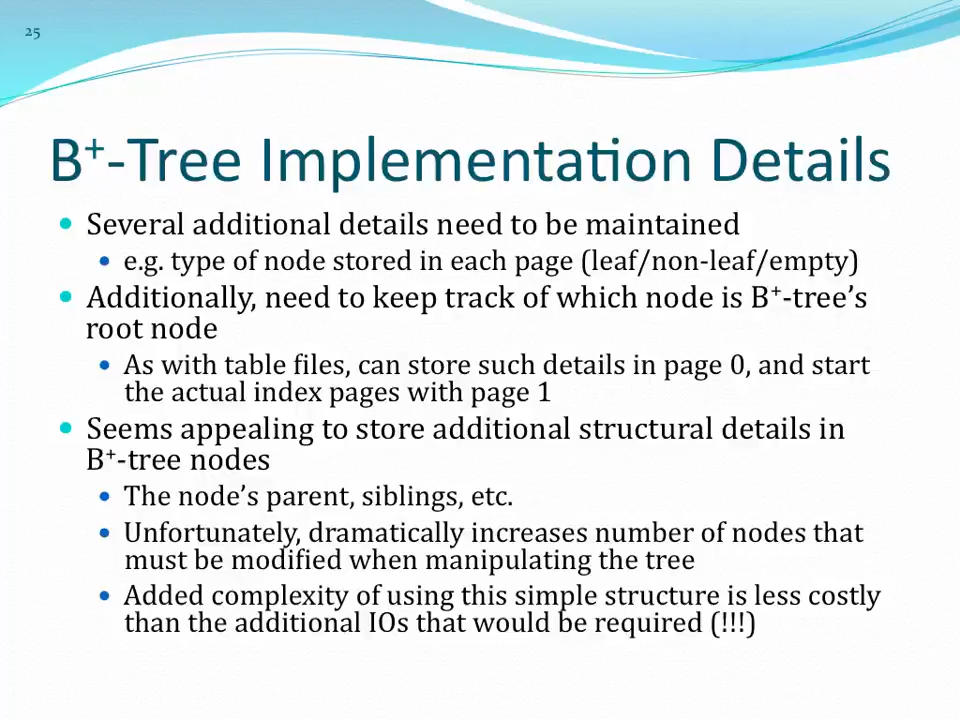 25
B+-Tree Implementation Details
• Several additional details need to be maintained
• e.g. type of node stored in each page (leaf/non-leaf/empty)
• Additionally, need to keep track of which node is B+-tree's
root node
• As with table files, can store such details in page 0, and start
the actual index pages with page 1
• Seems appealing to store additional structural details in
B+-tree nodes
• The node's parent, siblings, etc.
• Unfortunately, dramatically increases number of nodes that
must be modified when manipulating the tree
• Added complexity of using this simple structure is less costly
than the additional IOs that would be required (!!!)